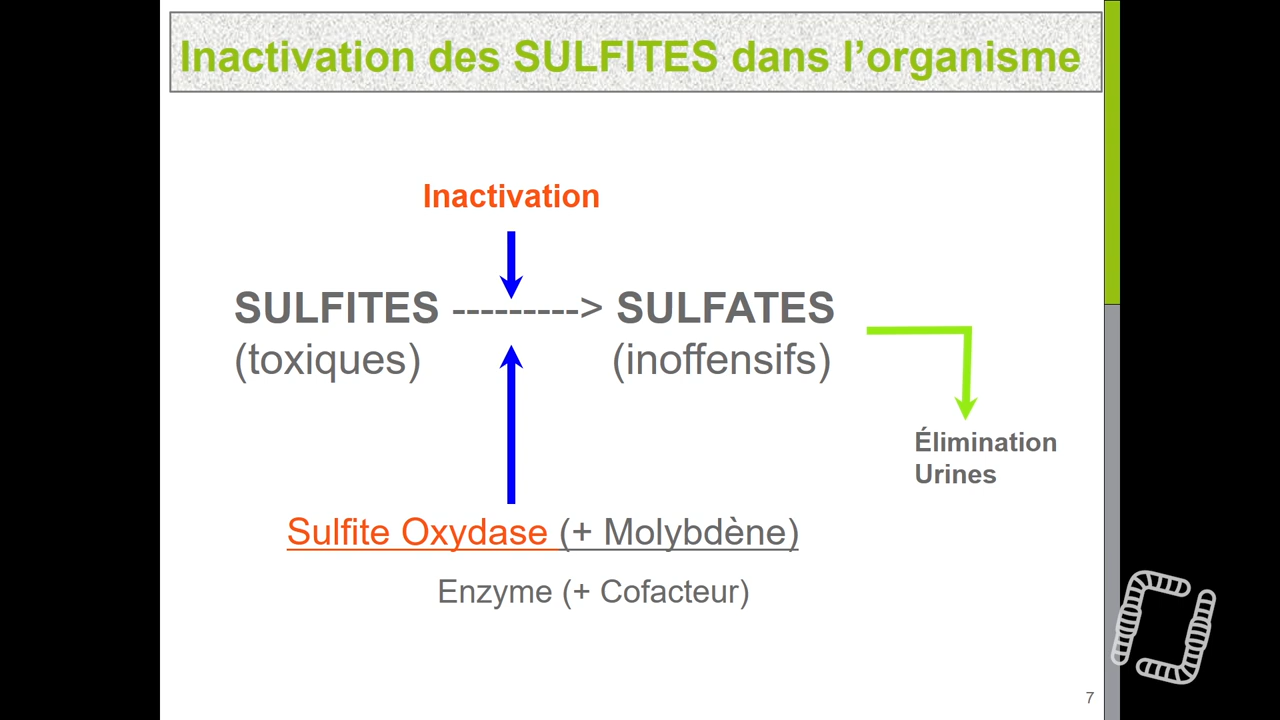 Inactivation des SULFITES dans l’organisme
Inactivation
SULFITES ---------> SULFATES
(toxiques) (inoffensifs)
Élimination
Urines
Sulfite Oxydase (+ Molybdène)
Enzyme (+ Cofacteur)
7